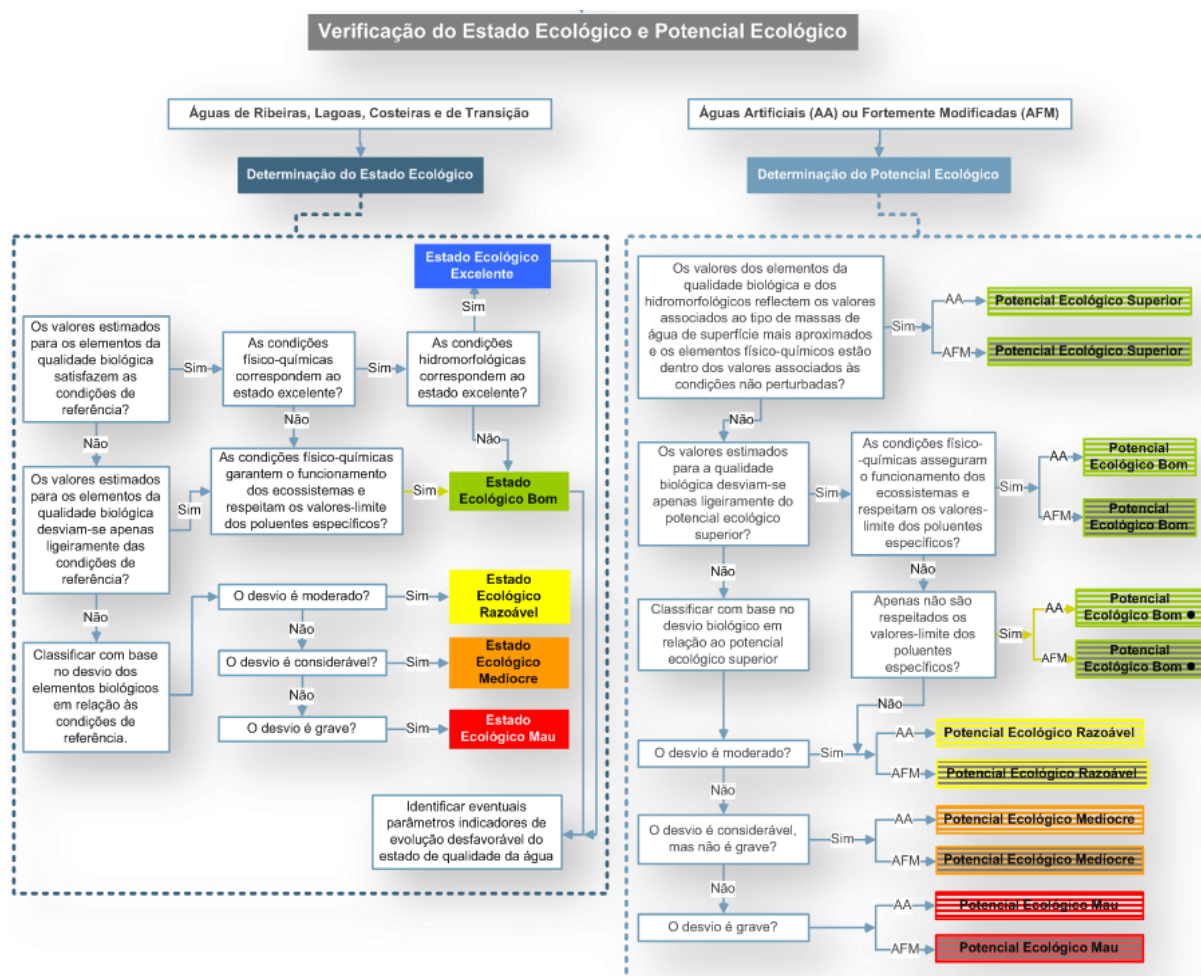 Verificação do Estado Ecológico e Potencial Ecológico
Águas de Ribeiras, Lagoas, Costeiras e de Transição
Determinação do Estado Ecológico
Estado Ecológico
Excelente
Sim
Os valores estimados
para os elementos da
qualidade biológica
satisfazem as
condições de
referência?
Sim
As condições
físico-químicas
correspondem ao
estado excelente?
Sim
As condições
hidromorfológicas
correspondem ao
estado excelente?
Não
Não
Não
Os valores estimados
para os elementos da
qualidade biológica
desviam-se apenas
ligeiramente das
condições de
referência?
Sim
As condições físico-químicas
garantem o funcionamento
dos ecossistemas e
respeitam os valores-limite
dos poluentes específicos?
Sim
Estado
Ecológico Bom
Não
Classificar com base
no desvio dos
elementos biológicos
em relação às
condições de
referência.
O desvio é moderado?
Sim
Estado
Ecológico
Razoável
Não
O desvio é considerável?
Sim
Estado
Ecológico
Medíocre
Não
O desvio é grave?
Sim
Estado
Ecológico Mau
Identificar eventuais
parâmetros indicadores de
evolução desfavorável do
estado de qualidade da água
Águas Artificiais (AA) ou Fortemente Modificadas (AFM)
Determinação do Potencial Ecológico
Os valores dos elementos da
qualidade biológica e dos
hidromorfológicos reflectem os valores
associados ao tipo de massas de
água de superfície mais aproximados
e os elementos físico-químicos estão
dentro dos valores associados às
condições não perturbadas?
Sim
AA
Potencial Ecológico Superior
AFM
Potencial Ecológico Superior
Não
Os valores estimados
para a qualidade
biológica desviam-se
apenas ligeiramente do
potencial ecológico
superior?
Sim
As condições físico-
-químicas asseguram
o funcionamento dos
ecossistemas e
respeitam os valores-
limite dos poluentes
específicos?
Sim
AA
Potencial
Ecológico Bom
AFM
Potencial
Ecológico Bom
Não
Não
Classificar com base no
desvio biológico em
relação ao potencial
ecológico superior
Apenas não são
respeitados os
valores-limite dos
poluentes
específicos?
Sim
AA
Potencial
Ecológico Bom ●
AFM
Potencial
Ecológico Bom ●
Não
O desvio é moderado?
Sim
AA
Potencial Ecológico Razoável
AFM
Potencial Ecológico Razoável
Não
O desvio é considerável,
mas não é grave?
Sim
AA
Potencial Ecológico Medíocre
AFM
Potencial Ecológico Medíocre
Não
O desvio é grave?
AA
Potencial Ecológico Mau
AFM
Potencial Ecológico Mau